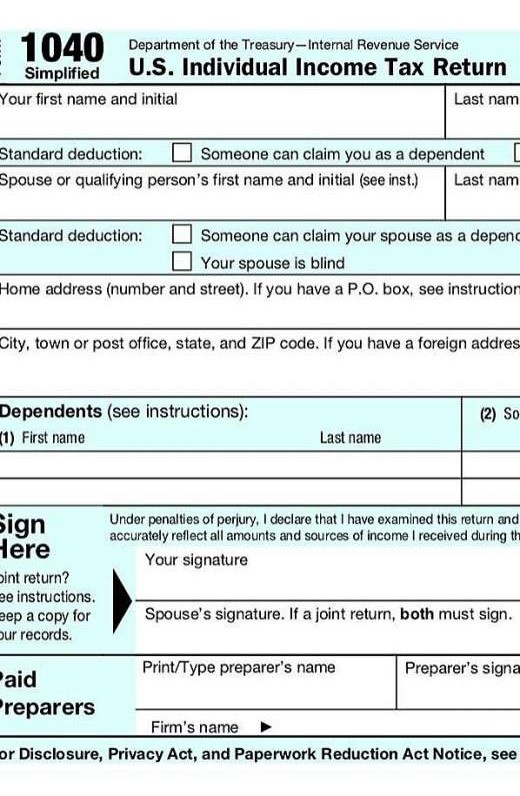 1040 Department of the Treasury—Internal Revenue Service
Simplified U.S. Individual Income Tax Return
Your first name and initial Last nam
Standard deduction: Someone can claim you as a dependent
Spouse or qualifying person's first name and initial (see inst.) Last nam
Standard deduction: Someone can claim your spouse as a depend
Your spouse is blind
Home address (number and street). If you have a P.O. box, see instruction
City, town or post office, state, and ZIP code. If you have a foreign addres
Dependents (see instructions): (2) So
(1) First name Last name
Sign
Here
Under penalties of perjury, I declare that I have examined this return and
accurately reflect all amounts and sources of income I received during th
oint return?
ee instructions.
eep a copy for
our records.
Your signature
Spouse's signature. If a joint return, both must sign.
Paid
Preparers
Print/Type preparer's name Preparer's signa
Firm's name ►
or Disclosure, Privacy Act, and Paperwork Reduction Act Notice, see